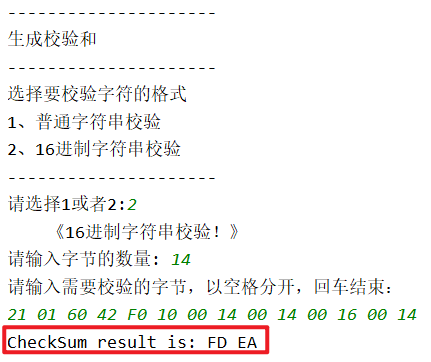 ---------------------
生成校验和
---------------------
选择要校验字符的格式
1、普通字符串校验
2、16进制字符串校验
---------------------
请选择1或者2:2
《16进制字符串校验！》
请输入字节的数量: 14
请输入需要校验的字节，以空格分开，回车结束：
21 01 60 42 F0 10 00 14 00 14 00 16 00 14
CheckSum result is: FD EA